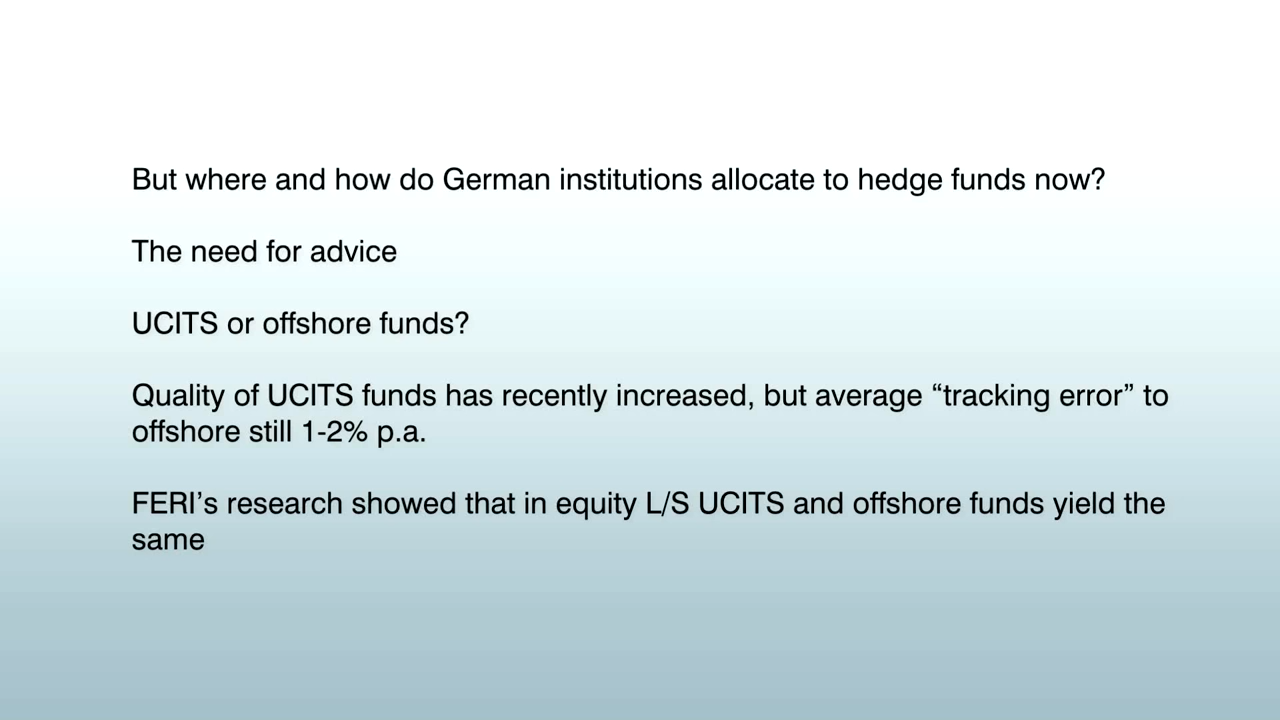 But where and how do German institutions allocate to hedge funds now?
The need for advice
UCITS or offshore funds?
Quality of UCITS funds has recently increased, but average “tracking error” to
offshore still 1-2% p.a.
FERI’s research showed that in equity L/S UCITS and offshore funds yield the
same